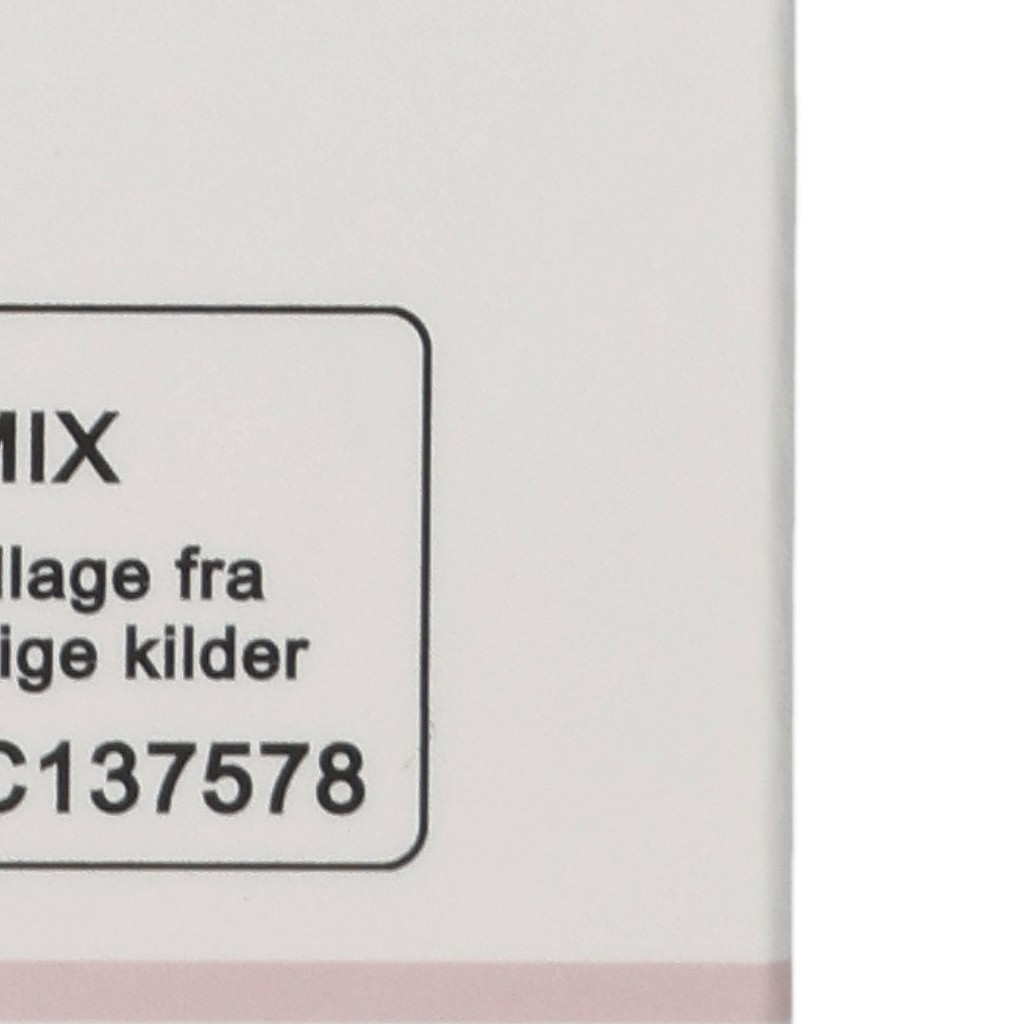 MIX
llage fra
ige kilder
C137578